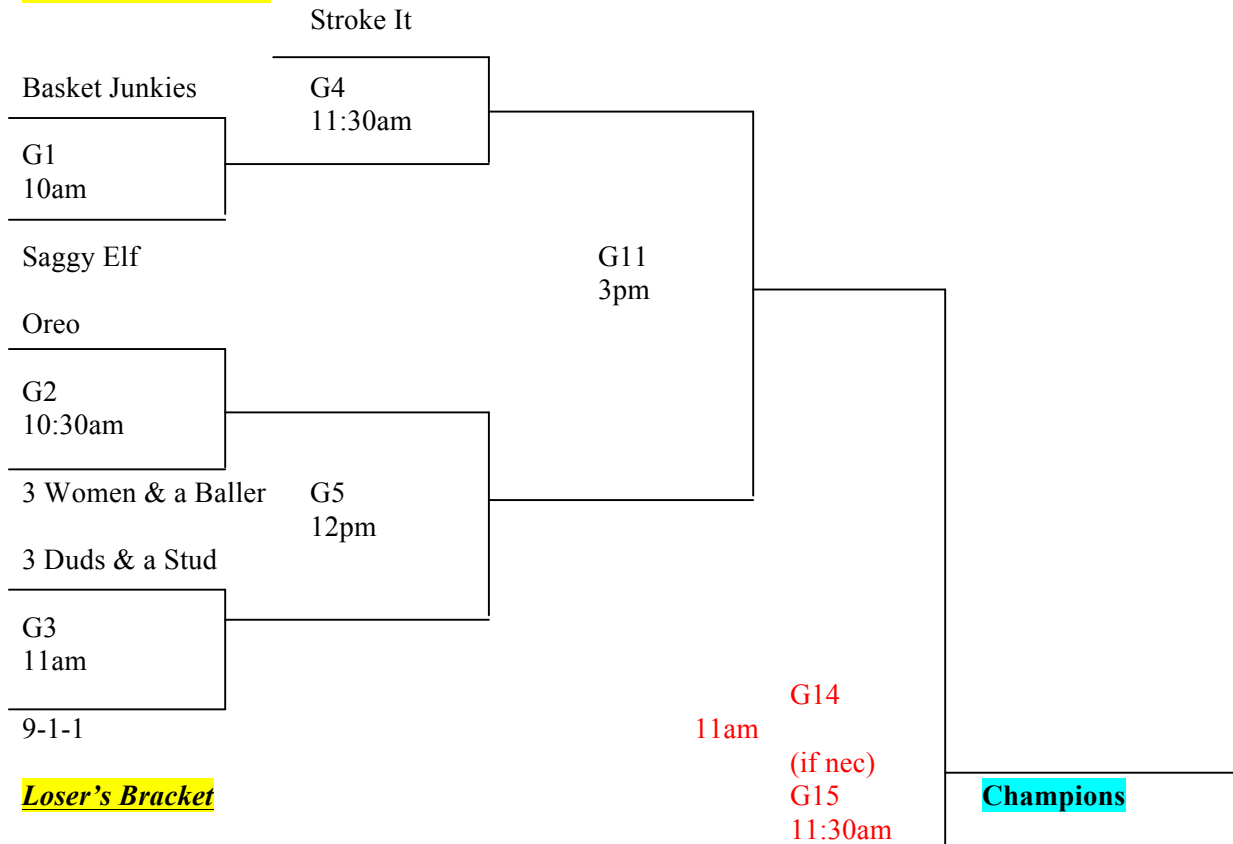 Stroke It
Basket Junkies
G4
11:30am
G1
10am
Saggy Elf
G11
3pm
Oreo
G2
10:30am
3 Women & a Baller
G5
12pm
3 Duds & a Stud
G3
11am
G14
9-1-1
11am
(if nec)
Loser’s Bracket
G15
Champions
11:30am